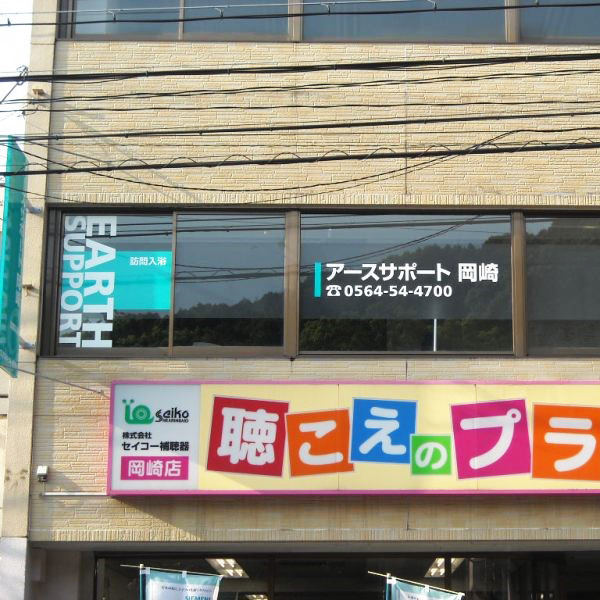 EARTH
SUPPORT
訪問入浴
アースサポート 岡崎
☎0564-54-4700
Seiko
株式会社
セイコー補聴器
岡崎店
聴こえのプラ
SIEMENS